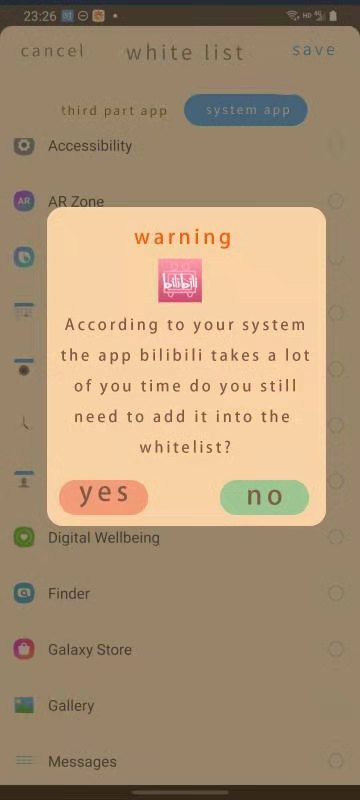 23:26
cancel white list save
third part app system app
Accessibility
AR Zone
warning
bilibili
According to your system
the app bilibili takes a lot
of you time do you still
need to add it into the
whitelist?
yes no
Digital Wellbeing
Finder
Galaxy Store
Gallery
Messages